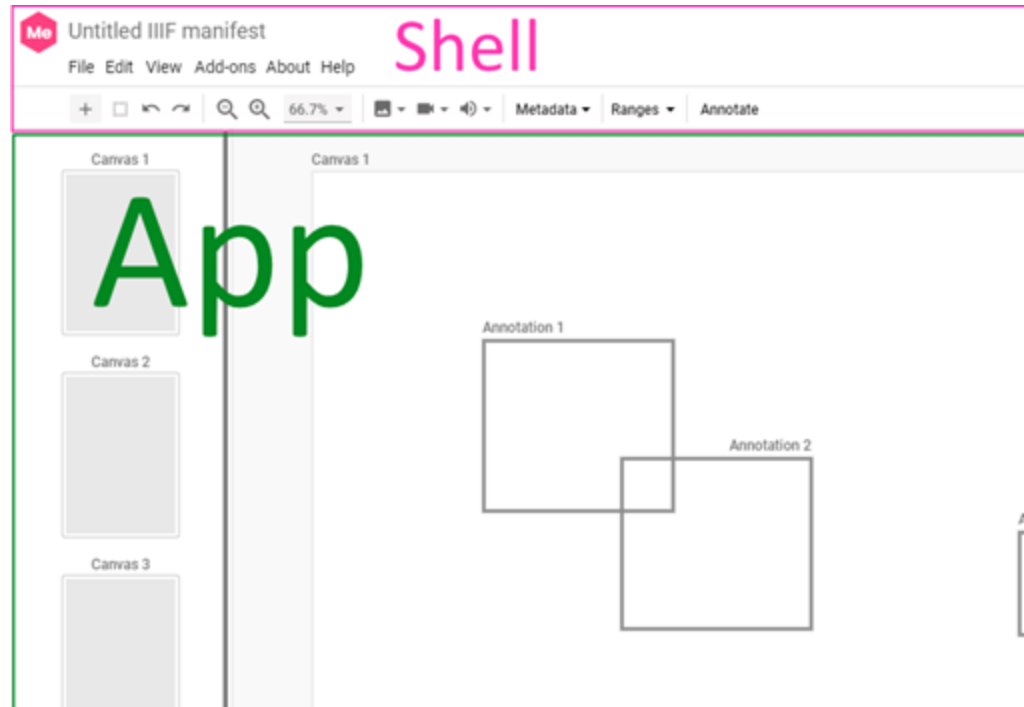 Me Untitled IIIF manifest
Shell
File Edit View Add-ons About Help
66.7% Metadata Ranges Annotate
Canvas 1
Canvas 1
App
Annotation 1
Canvas 2
Annotation 2
Canvas 3